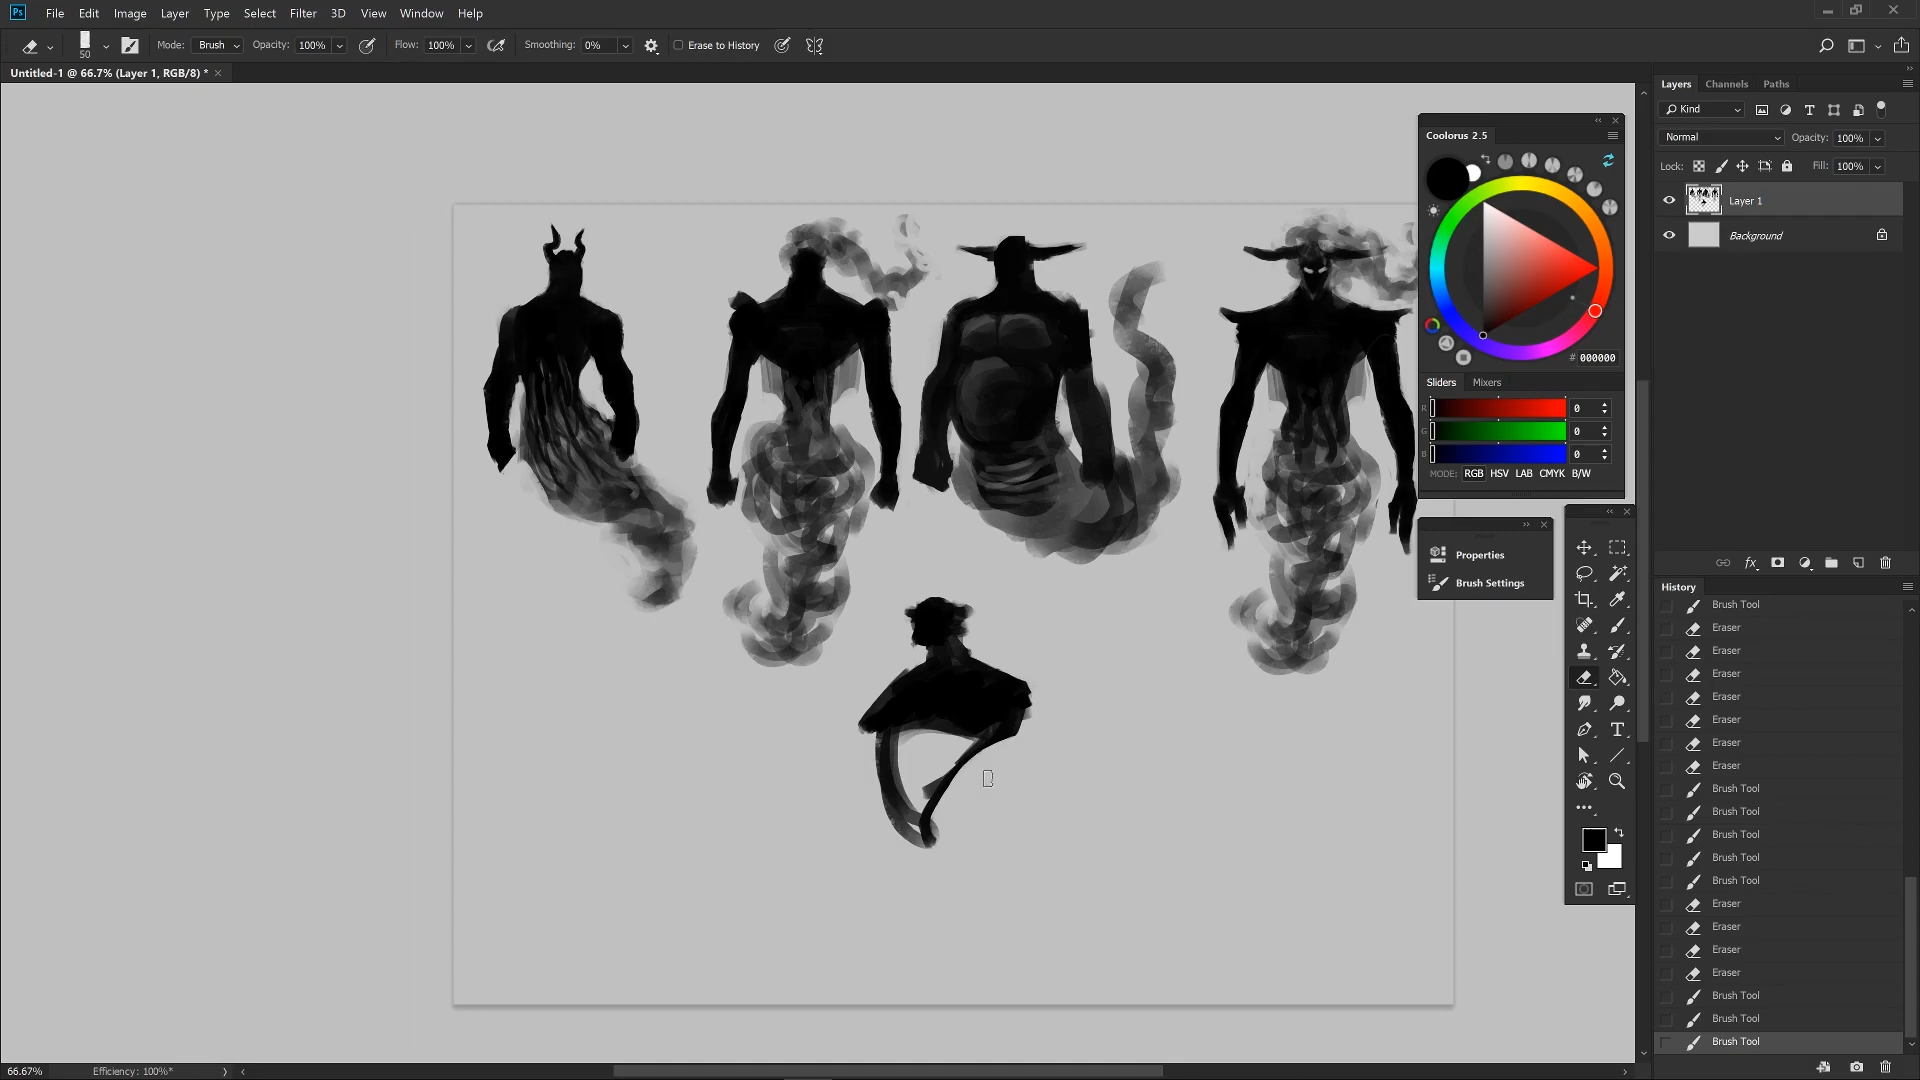 Ps File Edit Image Layer Type Select Filter 3D View Window Help
50 Mode: Brush Opacity: 100% Flow: 100% Smoothing: 0% Erase to History
Untitled-1 @ 66.7% (Layer 1, RGB/8) *
Layers Channels Paths
Kind
Normal Opacity: 100%
Lock: Fill: 100%
Layer 1
Background
Coolorus 2.5
# 000000
Sliders Mixers
R 0
G 0
B 0
MODE: RGB HSV LAB CMYK B/W
Properties
Brush Settings
fx
T
History
Brush Tool
Eraser
Eraser
Eraser
Eraser
Eraser
Eraser
Eraser
Brush Tool
Brush Tool
Brush Tool
Brush Tool
Brush Tool
Eraser
Eraser
Eraser
Eraser
Brush Tool
Brush Tool
Brush Tool
66.67% Efficiency: 100%*